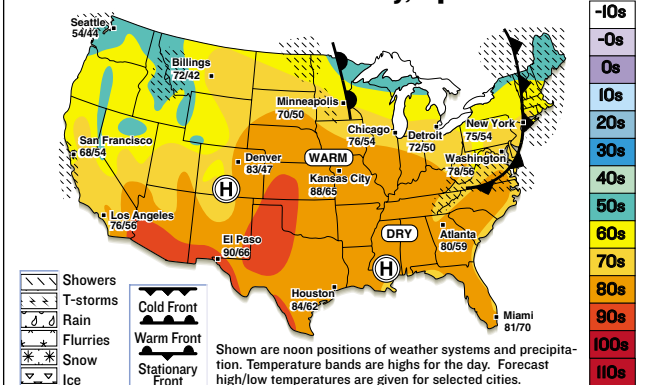 Seattle
54/44
Billings
72/42
Minneapolis
70/50
Chicago
76/54
Detroit
72/50
New York
75/54
Washington
78/56
San Francisco
68/54
Denver
83/47
WARM
Kansas City
88/65
H
Los Angeles
76/56
El Paso
90/66
DRY
Atlanta
80/59
H
Houston
84/62
Miami
81/70
Showers
T-storms
Rain
Flurries
Snow
Ice
Cold Front
Warm Front
Stationary
Front
Shown are noon positions of weather systems and precipita-
tion. Temperature bands are highs for the day. Forecast
high/low temperatures are given for selected cities.
-10s
-0s
0s
10s
20s
30s
40s
50s
60s
70s
80s
90s
100s
110s